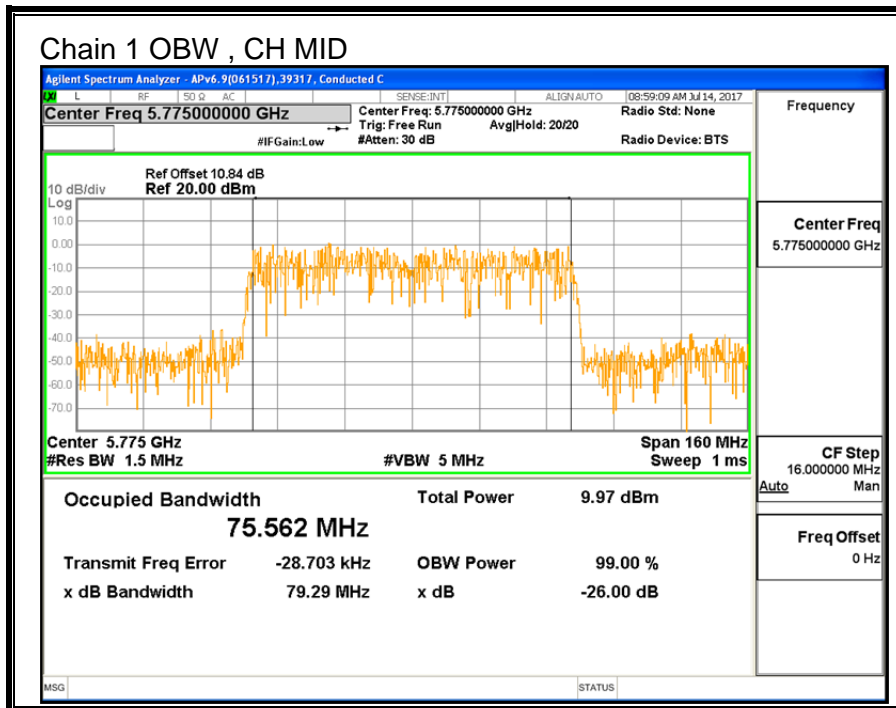 Chain 1 OBW , CH MID
Agilent Spectrum Analyzer - APv6.9(061517),39317, Conducted C
LXI L RF 50 Ω AC SENSE:INT ALIGN AUTO 08:59:09 AM Jul 14, 2017
Center Freq 5.775000000 GHz
Center Freq: 5.775000000 GHz
Radio Std: None
Trig: Free Run Avg|Hold: 20/20
#IFGain:Low #Atten: 30 dB Radio Device: BTS
Ref Offset 10.84 dB
10 dB/div Ref 20.00 dBm
Log
10.0
0.00
-10.0
-20.0
-30.0
-40.0
-50.0
-60.0
-70.0
Center 5.775 GHz Span 160 MHz
#Res BW 1.5 MHz #VBW 5 MHz Sweep 1 ms
Occupied Bandwidth Total Power 9.97 dBm
75.562 MHz
Transmit Freq Error -28.703 kHz OBW Power 99.00 %
x dB Bandwidth 79.29 MHz x dB -26.00 dB
MSG STATUS
Frequency
Center Freq
5.775000000 GHz
CF Step
16.000000 MHz
Auto Man
Freq Offset
0 Hz